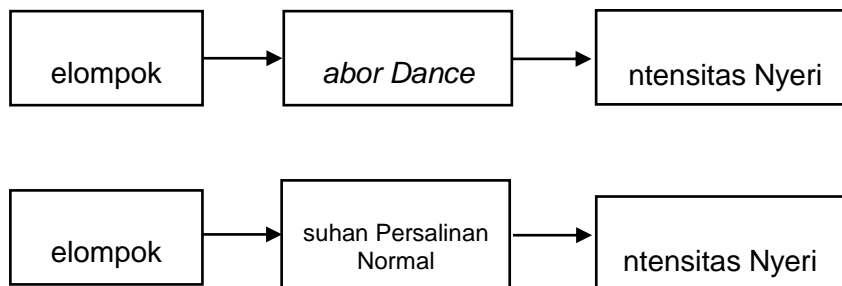 elompok
abor Dance
ntensitas Nyeri
elompok
suhan Persalinan
Normal
ntensitas Nyeri